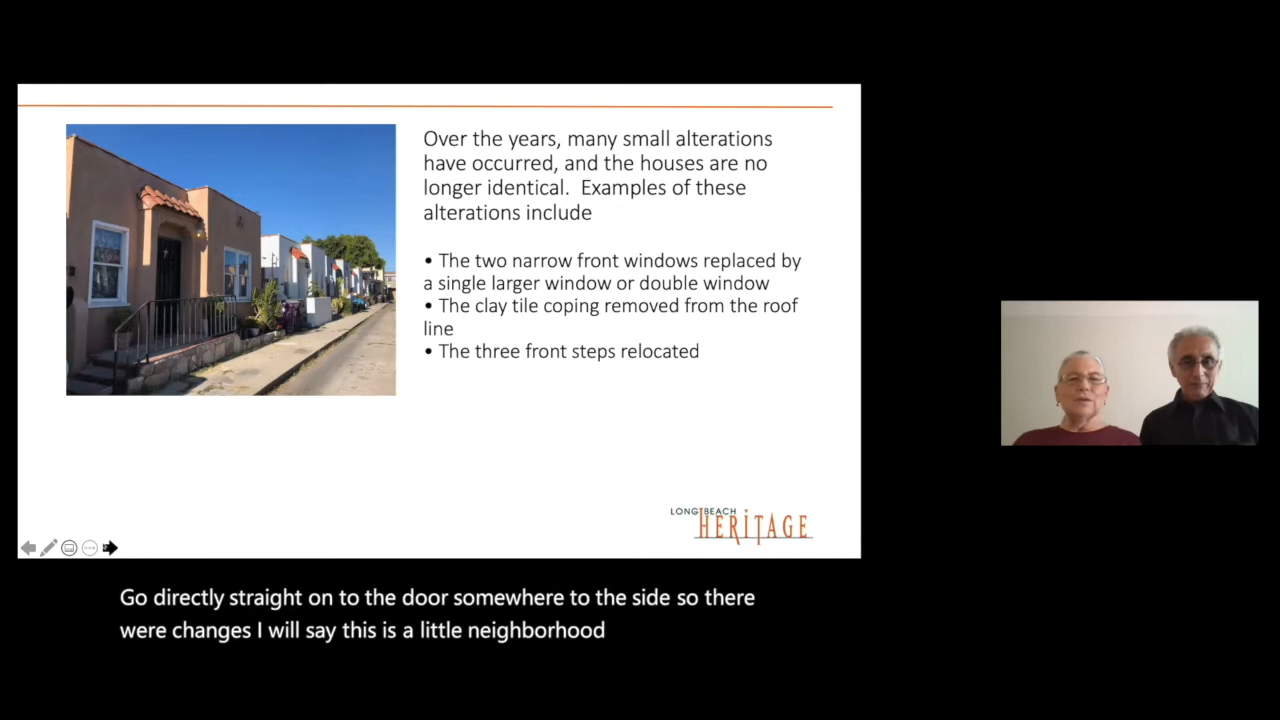 Over the years, many small alterations
have occurred, and the houses are no
longer identical.  Examples of these
alterations include
• The two narrow front windows replaced by
a single larger window or double window
• The clay tile coping removed from the roof
line
• The three front steps relocated
LONG BEACH
HERITAGE
Go directly straight on to the door somewhere to the side so there
were changes I will say this is a little neighborhood